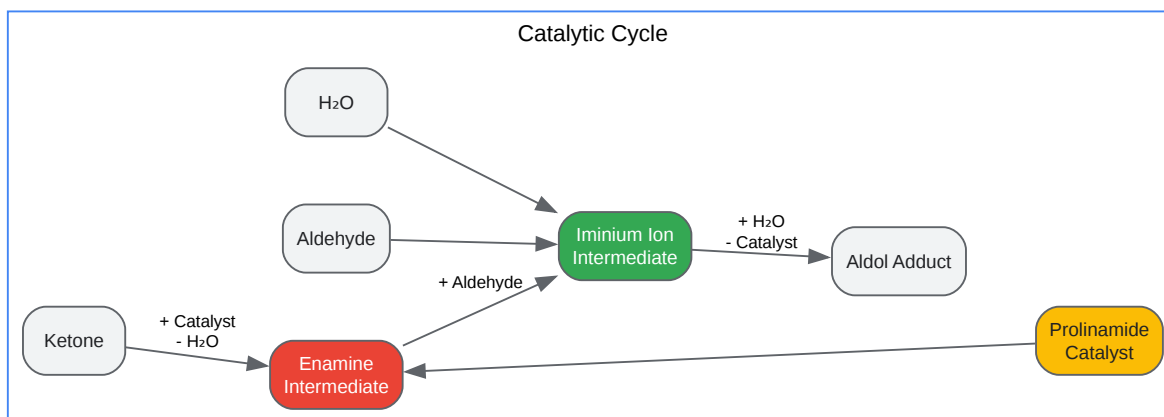 Catalytic Cycle
H₂O
Aldehyde
Iminium Ion
Intermediate
+ H₂O
- Catalyst
Aldol Adduct
+ Aldehyde
Ketone
+ Catalyst
- H₂O
Enamine
Intermediate
Prolinamide
Catalyst